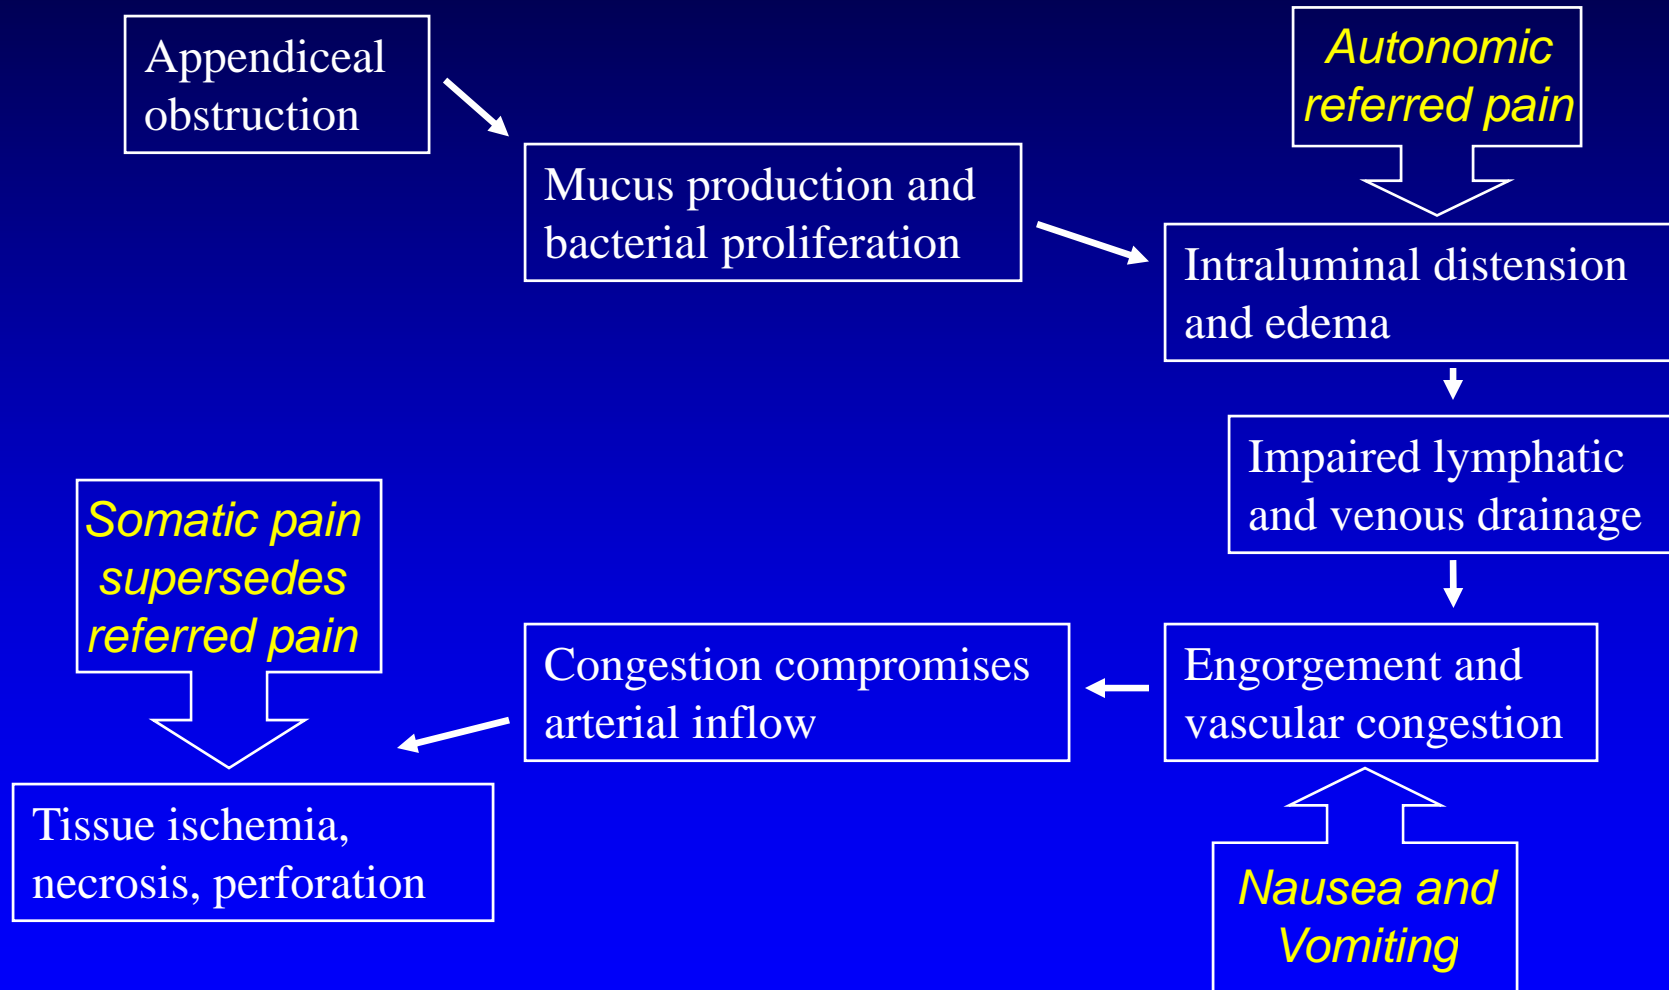 Appendiceal
obstruction
Autonomic
referred pain
Mucus production and
bacterial proliferation
Intraluminal distension
and edema
Impaired lymphatic
and venous drainage
Somatic pain
supersedes
referred pain
Congestion compromises
arterial inflow
Engorgement and
vascular congestion
Tissue ischemia,
necrosis, perforation
Nausea and
Vomiting